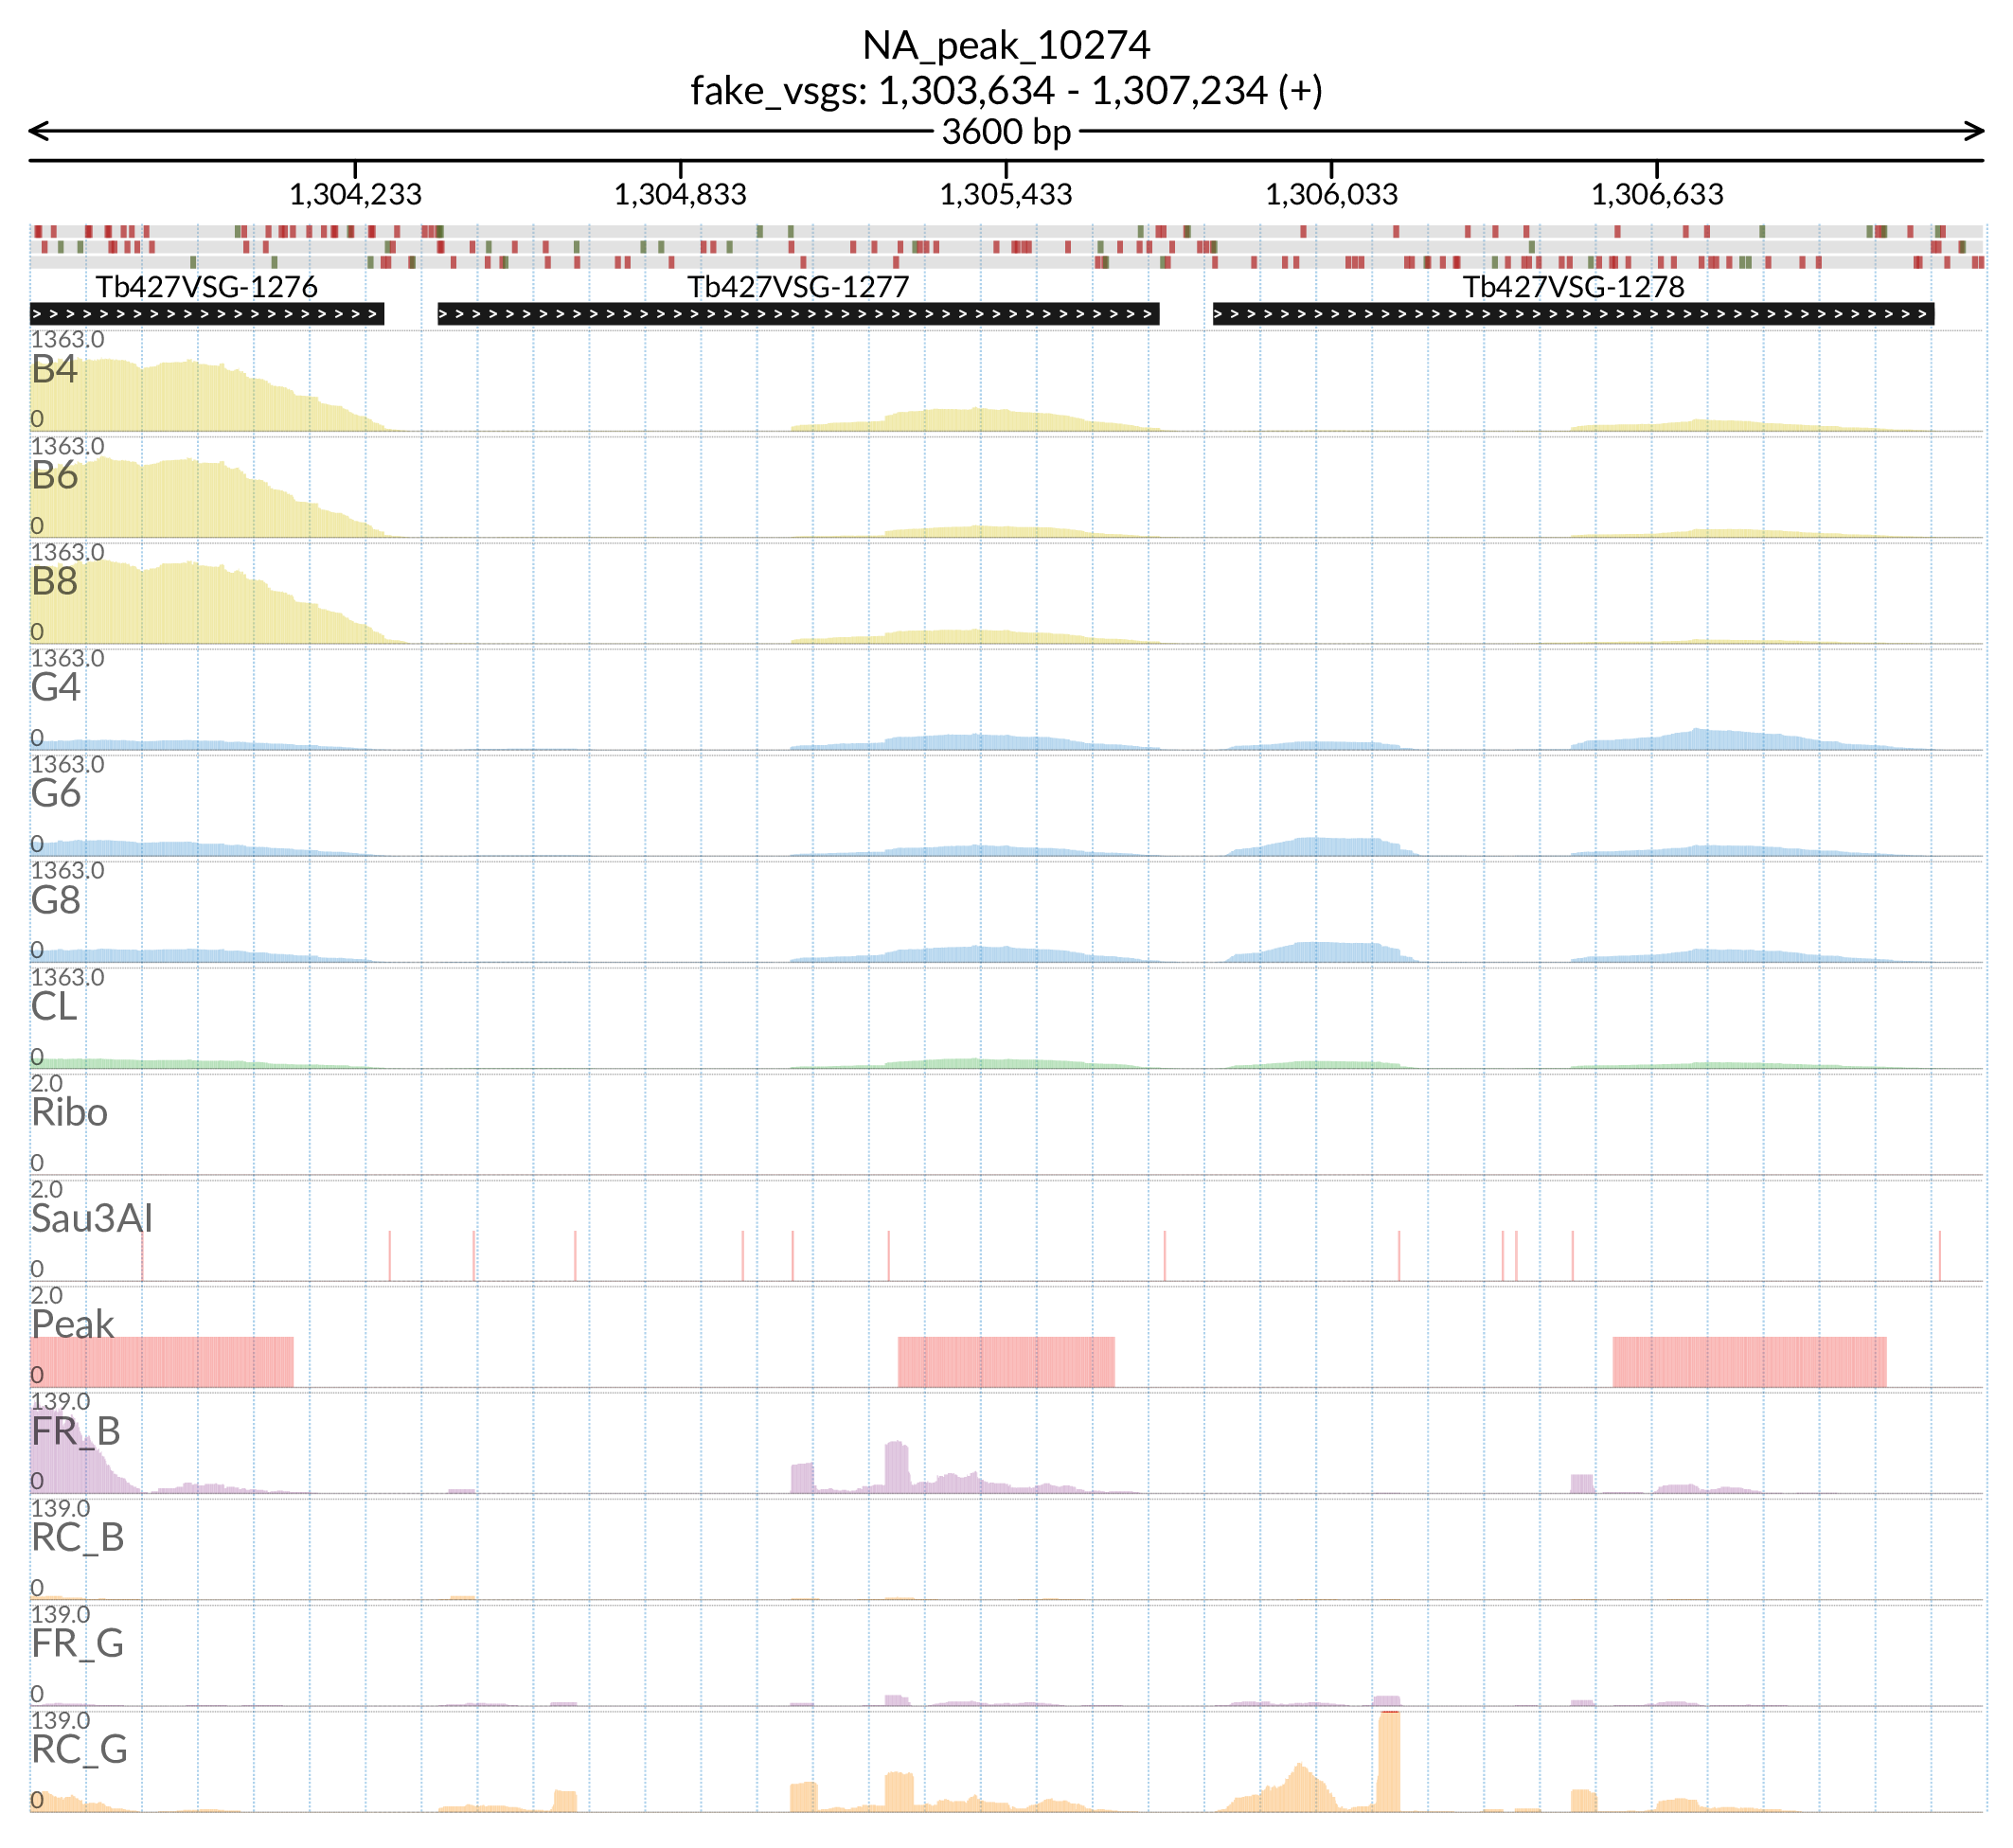 NA_peak_10274
fake_vsgs: 1,303,634 - 1,307,234 (+)
3600 bp
1,304,233 1,304,833 1,305,433 1,306,033 1,306,633
Tb427VSG-1276 Tb427VSG-1277 Tb427VSG-1278
1363.0
B4
0
1363.0
B6
0
1363.0
B8
0
1363.0
G4
0
1363.0
G6
0
1363.0
G8
0
1363.0
CL
0
2.0
Ribo
0
2.0
Sau3AI
0
2.0
Peak
0
139.0
FR_B
0
139.0
RC_B
0
139.0
FR_G
0
139.0
RC_G
0